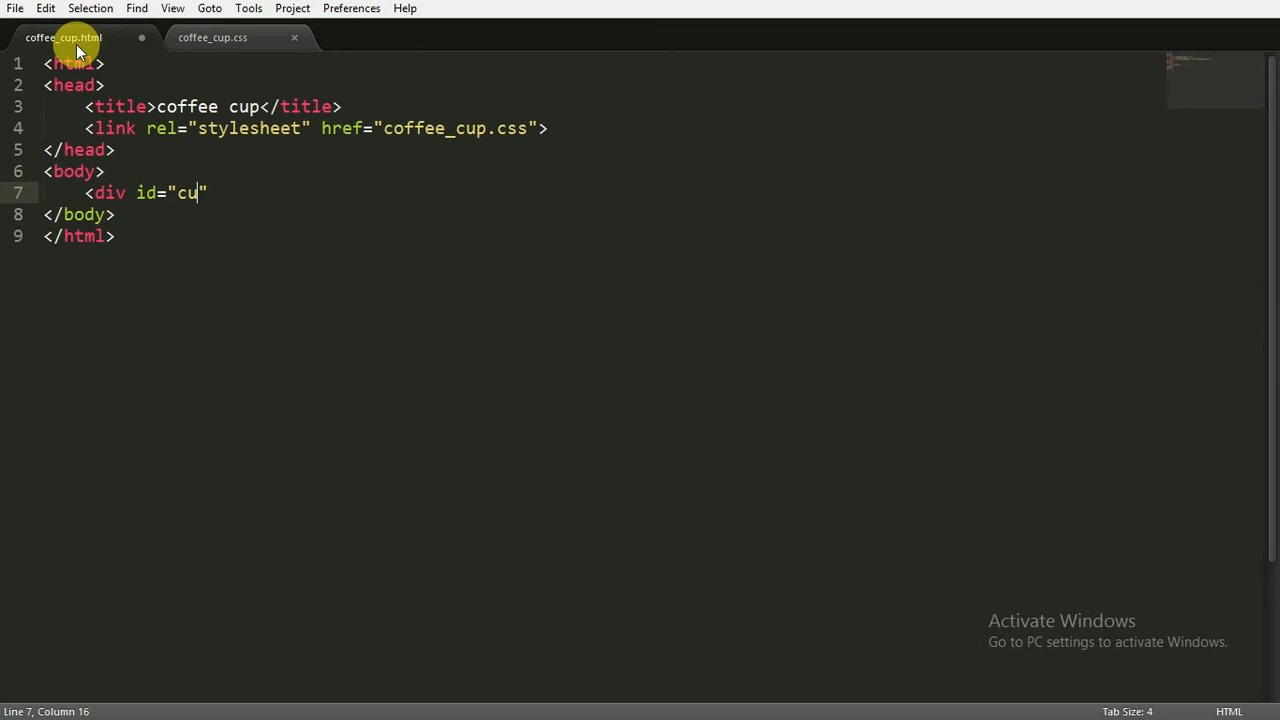 File Edit Selection Find View Goto Tools Project Preferences Help
coffee_cup.html coffee_cup.css
1 <html>
2 <head>
3 <title>coffee cup</title>
4 <link rel="stylesheet" href="coffee_cup.css">
5 </head>
6 <body>
7 <div id="cu"
8 </body>
9 </html>
Activate Windows
Go to PC settings to activate Windows.
Line 7, Column 16 Tab Size: 4 HTML